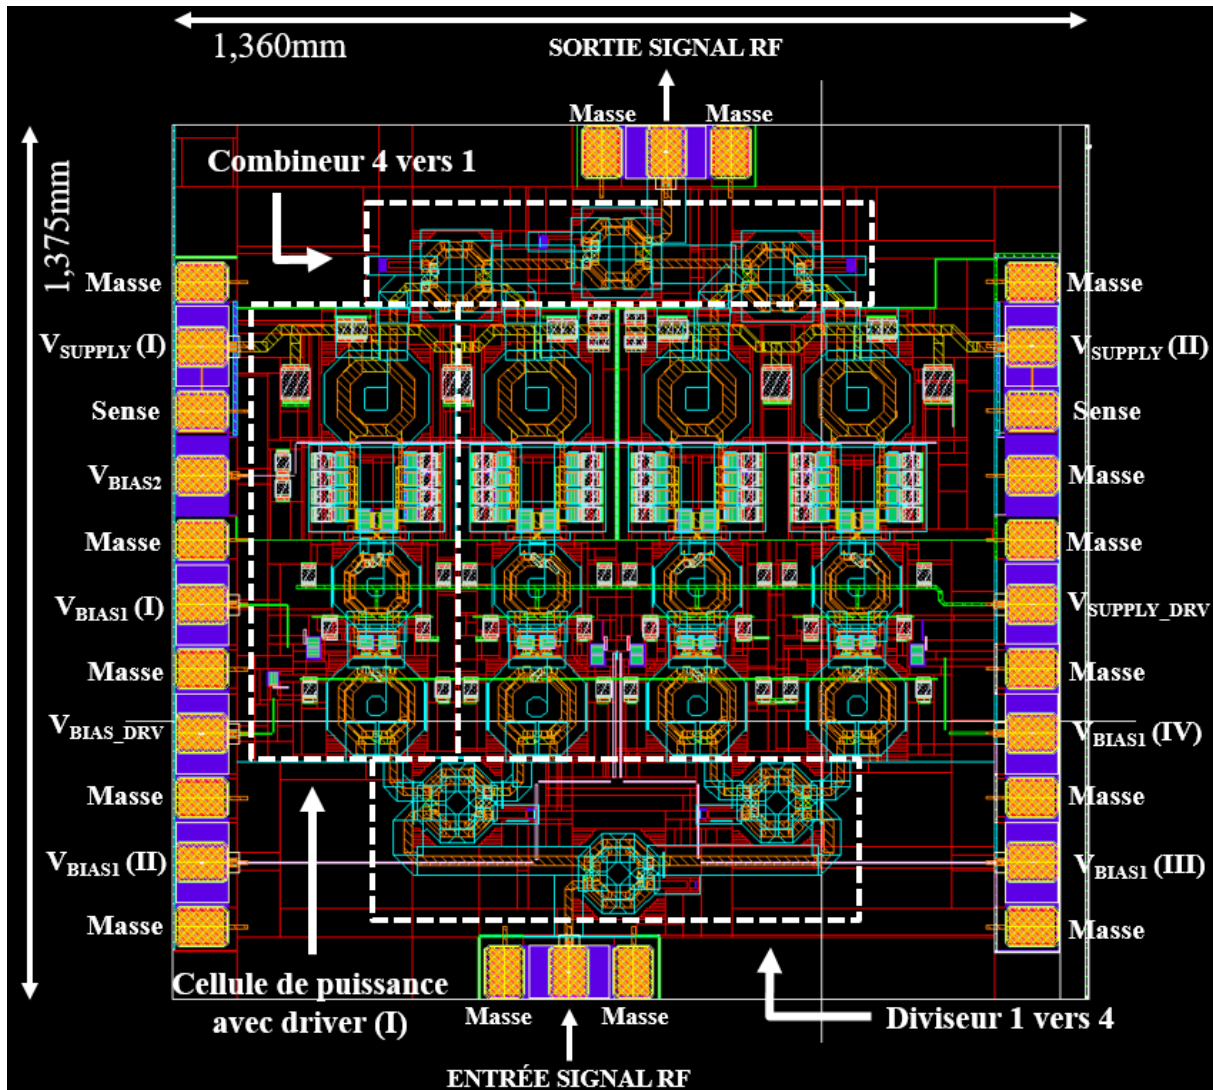 1,360mm
SORTIE SIGNAL RF
Masse
Masse
Combineur 4 vers 1
1,375mm
Masse
Masse
VSUPPLY (I)
VSUPPLY (II)
Sense
Sense
VBIAS2
Masse
Masse
Masse
VBIAS1 (I)
VSUPPLY_DRV
Masse
Masse
VBIAS_DRV
VBIAS1 (IV)
Masse
Masse
VBIAS1 (II)
VBIAS1 (III)
Masse
Masse
Cellule de puissance
avec driver (I)
Masse
Masse
Diviseur 1 vers 4
ENTRÉE SIGNAL RF